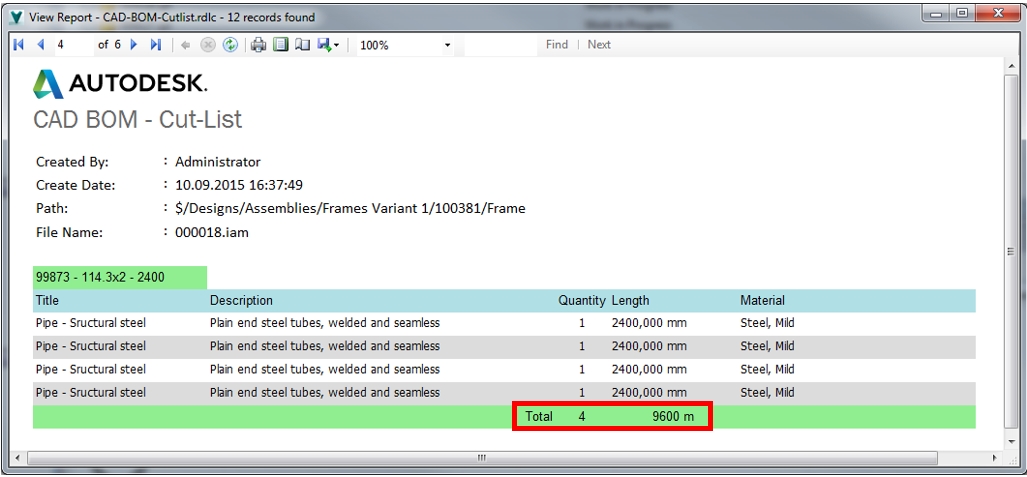 View Report - CAD-BOM-Cutlist.rdlc - 12 records found
4 of 6 100% Find | Next
AUTODESK.
CAD BOM - Cut-List
Created By: : Administrator
Create Date: : 10.09.2015 16:37:49
Path: : $/Designs/Assemblies/Frames Variant 1/100381/Frame
File Name: : 000018.iam
99873 - 114.3x2 - 2400
Title Description Quantity Length Material
Pipe - Sructural steel Plain end steel tubes, welded and seamless 1 2400,000 mm Steel, Mild
Pipe - Sructural steel Plain end steel tubes, welded and seamless 1 2400,000 mm Steel, Mild
Pipe - Sructural steel Plain end steel tubes, welded and seamless 1 2400,000 mm Steel, Mild
Pipe - Sructural steel Plain end steel tubes, welded and seamless 1 2400,000 mm Steel, Mild
Total 4 9600 m